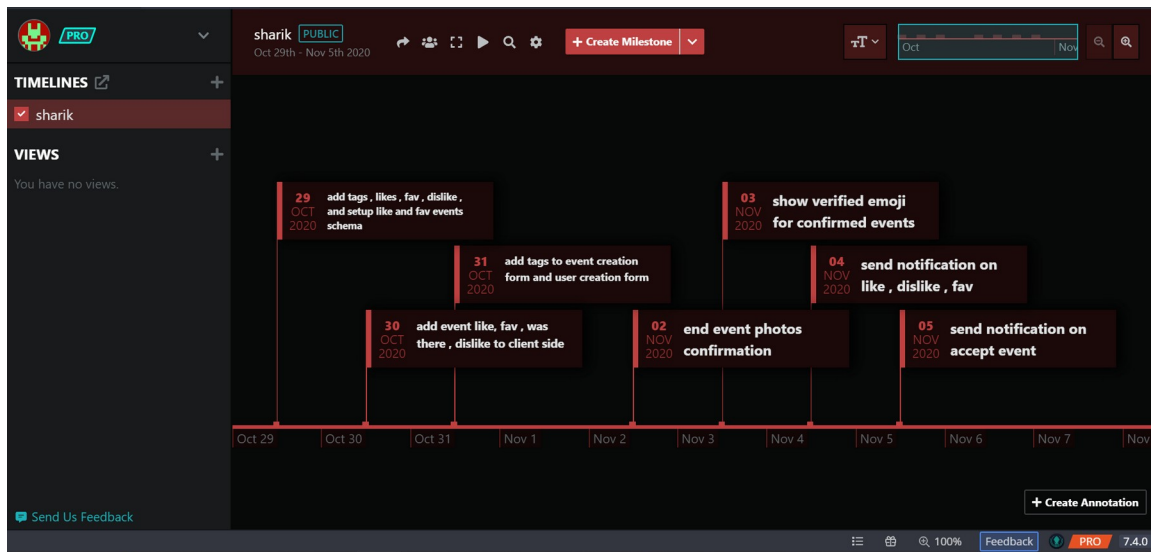 PRO
sharik PUBLIC
Oct 29th - Nov 5th 2020
+ Create Milestone
TT
Oct
Nov
TIMELINES
sharik
VIEWS
You have no views.
29 OCT 2020
add tags , likes , fav , dislike ,
and setup like and fav events
schema
03 NOV 2020
show verified emoji
for confirmed events
31 OCT 2020
add tags to event creation
form and user creation form
04 NOV 2020
send notification on
like , dislike , fav
30 OCT 2020
add event like, fav , was
there , dislike to client side
02 NOV 2020
end event photos
confirmation
05 NOV 2020
send notification on
accept event
Oct 29 Oct 30 Oct 31 Nov 1 Nov 2 Nov 3 Nov 4 Nov 5 Nov 6 Nov 7 Nov
+ Create Annotation
Send Us Feedback
100% Feedback PRO 7.4.0